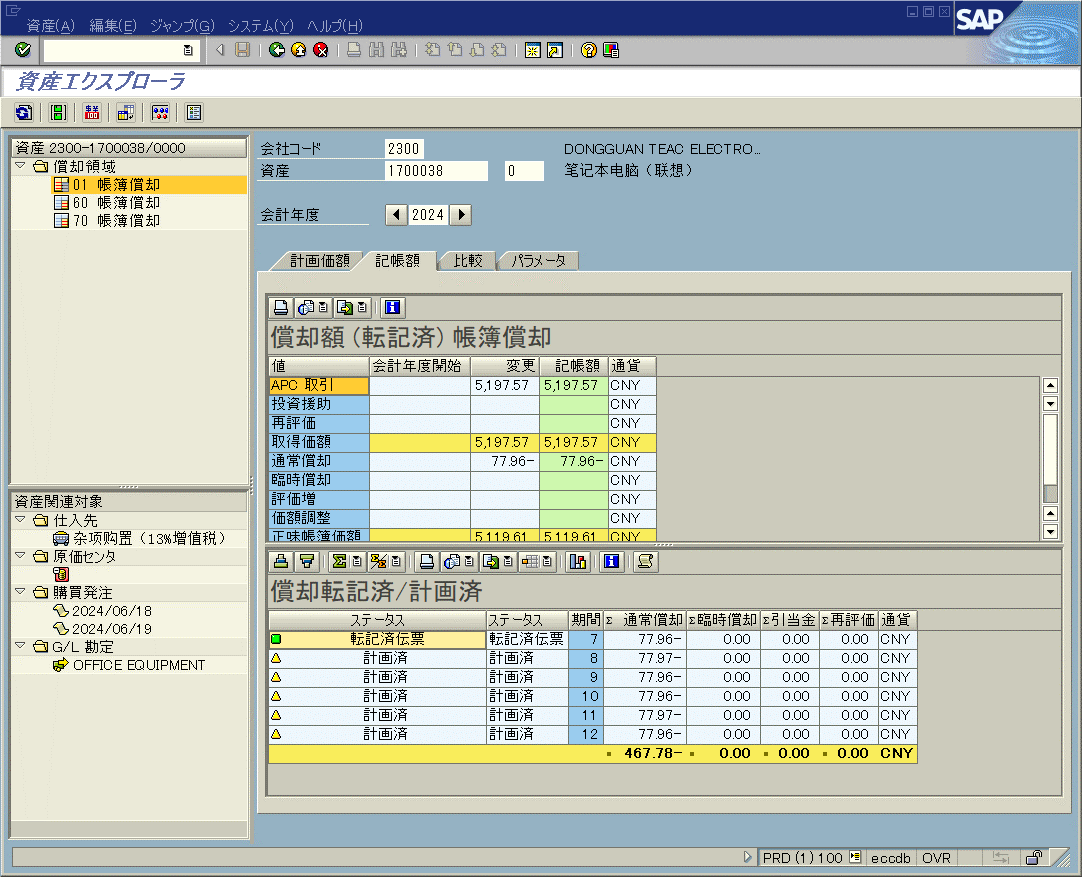 資産(A) 編集(E) ジャンプ(G) システム(Y) ヘルプ(H)
SAP
資産エクスプローラ
資産 2300-1700038/0000
償却領域
01 帳簿償却
60 帳簿償却
70 帳簿償却
資産関連対象
仕入先
杂项购置（13%增值税）
原価センタ
購買発注
2024/06/18
2024/06/19
G/L 勘定
OFFICE EQUIPMENT
会社コード 2300 DONGGUAN TEAC ELECTRO...
資産 1700038 0 笔记本电脑（联想）
会計年度 2024
計画価額 記帳額 比較 パラメータ
償却額 (転記済) 帳簿償却
値 会計年度開始 変更 記帳額 通貨
APC 取引 5,197.57 5,197.57 CNY
投資援助 CNY
再評価 CNY
取得価額 5,197.57 5,197.57 CNY
通常償却 77.96- 77.96- CNY
臨時償却 CNY
評価増 CNY
価額調整 CNY
正味帳簿価額 5,119.61 5,119.61 CNY
償却転記済/計画済
ステータス ステータス 期間 Σ 通常償却 Σ臨時償却 Σ引当金 Σ再評価 通貨
転記済伝票 転記済伝票 7 77.96- 0.00 0.00 0.00 CNY
計画済 計画済 8 77.97- 0.00 0.00 0.00 CNY
計画済 計画済 9 77.96- 0.00 0.00 0.00 CNY
計画済 計画済 10 77.96- 0.00 0.00 0.00 CNY
計画済 計画済 11 77.97- 0.00 0.00 0.00 CNY
計画済 計画済 12 77.96- 0.00 0.00 0.00 CNY
▪ 467.78- ▪ 0.00 ▪ 0.00 ▪ 0.00 CNY
PRD (1) 100 eccdb OVR